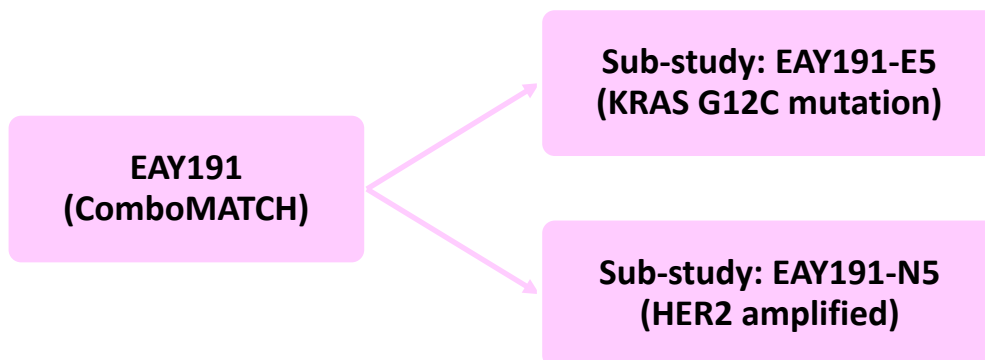 EAY191
(ComboMATCH)
Sub-study: EAY191-E5
(KRAS G12C mutation)
Sub-study: EAY191-N5
(HER2 amplified)